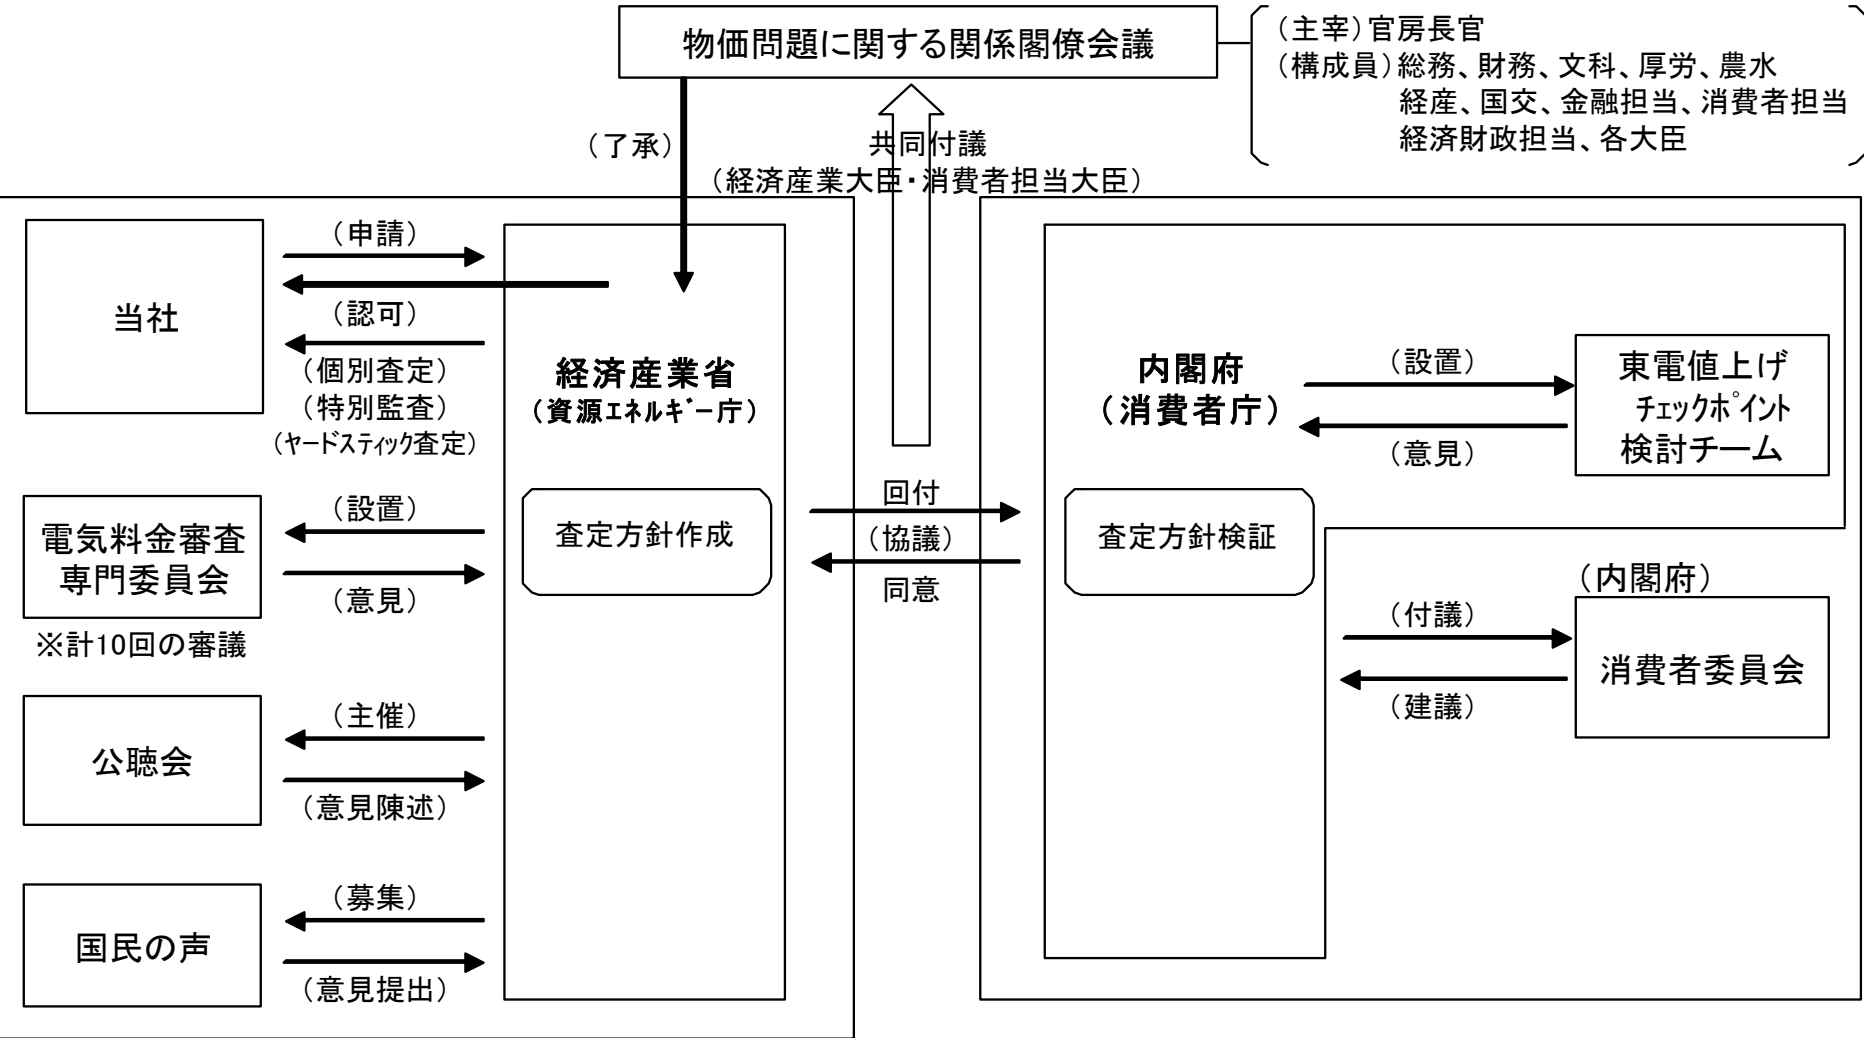 物価問題に関する関係閣僚会議
（主宰）官房長官
（構成員）総務、財務、文科、厚労、農水
経産、国交、金融担当、消費者担当
経済財政担当、各大臣
（了承）
共同付議
（経済産業大臣・消費者担当大臣）
当社
（申請）
（認可）
（個別査定）
（特別監査）
（ﾔｰﾄﾞｽﾃｨｯｸ査定）
経済産業省
（資源ｴﾈﾙｷﾞｰ庁）
査定方針作成
電気料金審査
専門委員会
※計10回の審議
（設置）
（意見）
公聴会
（主催）
（意見陳述）
国民の声
（募集）
（意見提出）
回付
（協議）
同意
内閣府
（消費者庁）
査定方針検証
（設置）
（意見）
東電値上げ
ﾁｪｯｸﾎﾟｲﾝﾄ
検討チーム
（内閣府）
（付議）
（建議）
消費者委員会